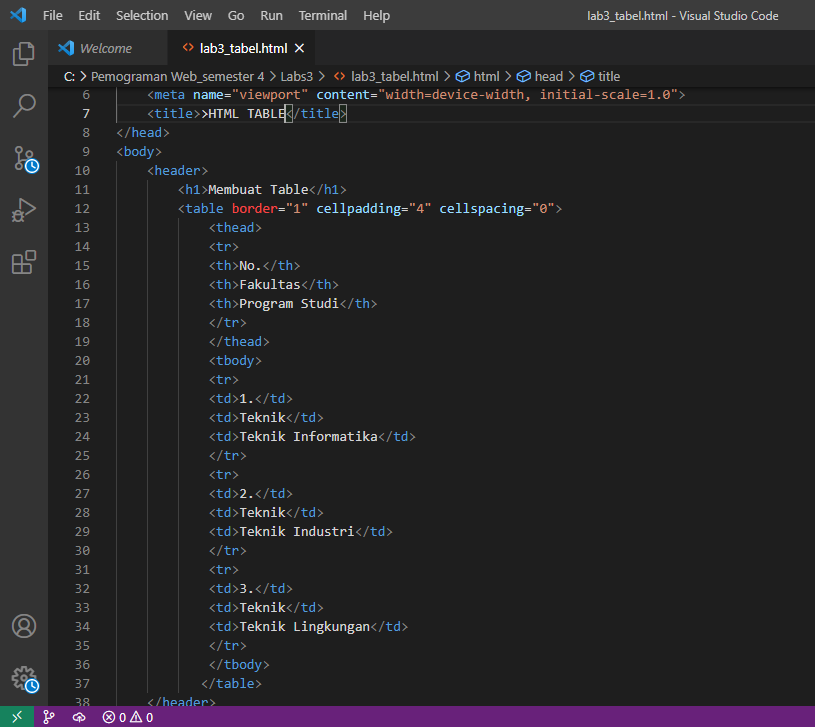 File Edit Selection View Go Run Terminal Help lab3_tabel.html - Visual Studio Code
Welcome lab3_tabel.html
C: > Pemograman Web_semester 4 > Labs3 > lab3_tabel.html > html > head > title
6 <meta name="viewport" content="width=device-width, initial-scale=1.0">
7 <title>>HTML TABLE</title>
8 </head>
9 <body>
10 <header>
11 <h1>Membuat Table</h1>
12 <table border="1" cellpadding="4" cellspacing="0">
13 <thead>
14 <tr>
15 <th>No.</th>
16 <th>Fakultas</th>
17 <th>Program Studi</th>
18 </tr>
19 </thead>
20 <tbody>
21 <tr>
22 <td>1.</td>
23 <td>Teknik</td>
24 <td>Teknik Informatika</td>
25 </tr>
26 <tr>
27 <td>2.</td>
28 <td>Teknik</td>
29 <td>Teknik Industri</td>
30 </tr>
31 <tr>
32 <td>3.</td>
33 <td>Teknik</td>
34 <td>Teknik Lingkungan</td>
35 </tr>
36 </tbody>
37 </table>
38 </header>
0 0